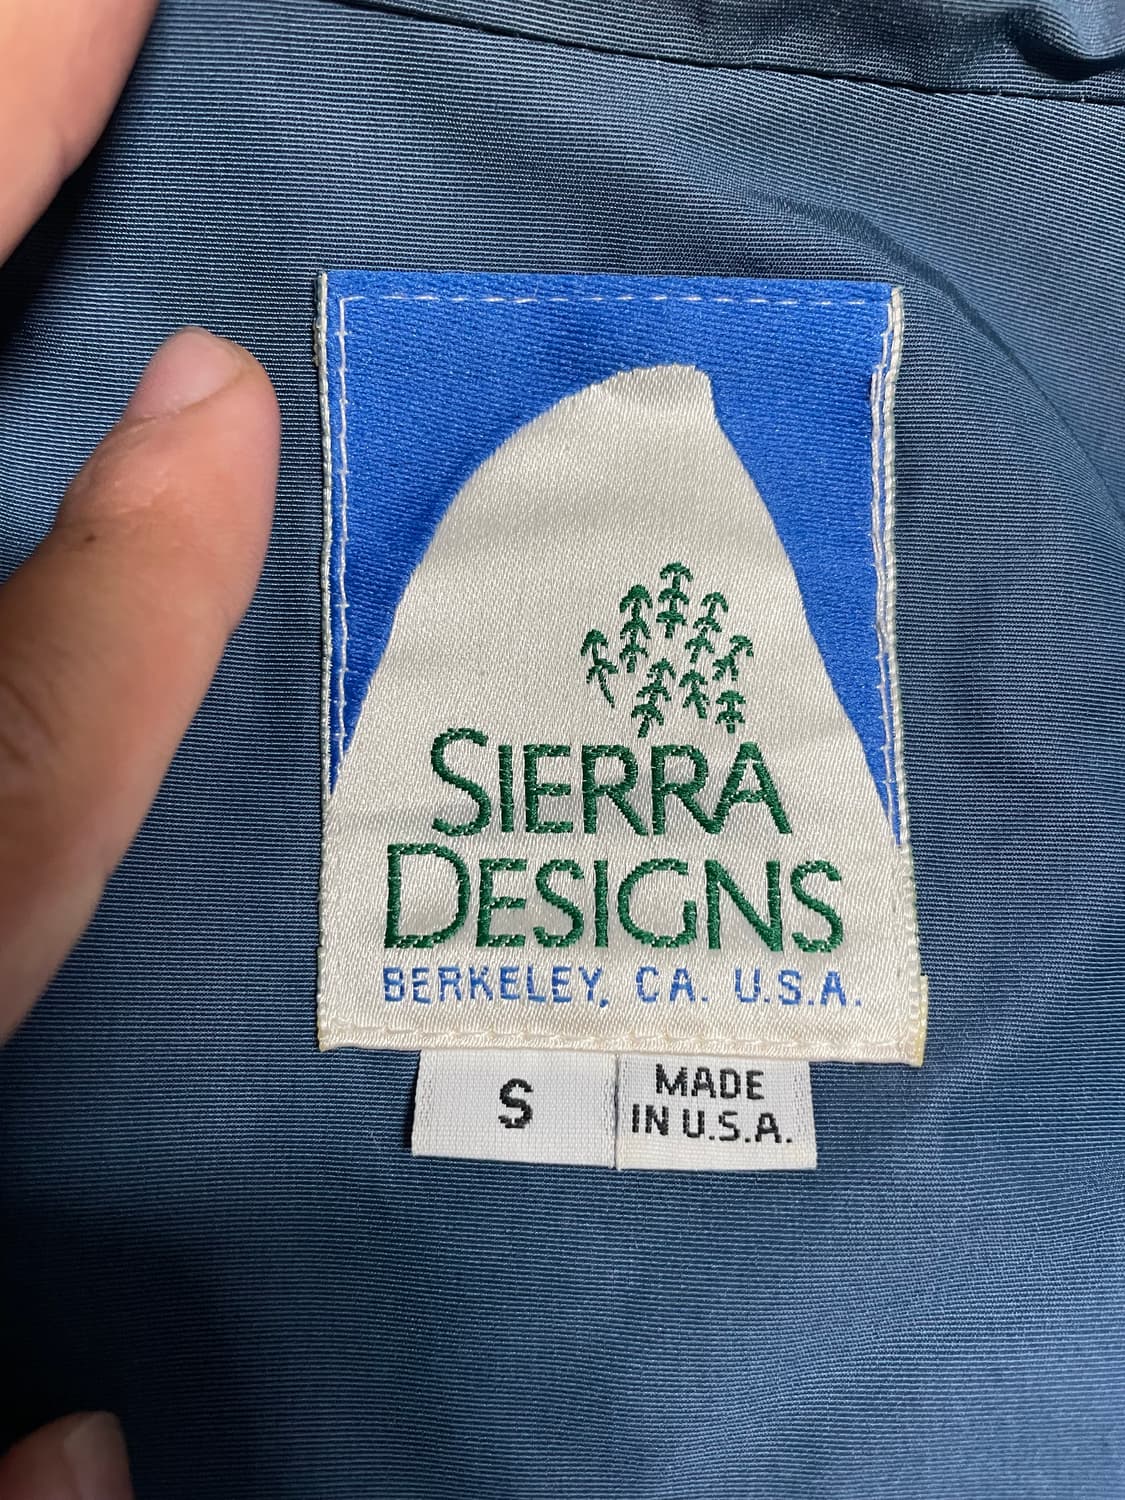 SIERRA
DESIGNS
BERKELEY, CA. U.S.A.
S
MADE
IN U.S.A.